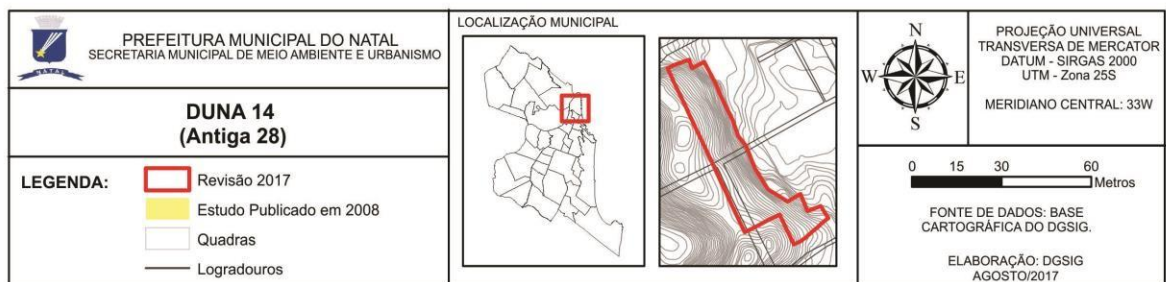 NATAL
PREFEITURA MUNICIPAL DO NATAL
SECRETARIA MUNICIPAL DE MEIO AMBIENTE E URBANISMO
DUNA 14
(Antiga 28)
LEGENDA:
Revisão 2017
Estudo Publicado em 2008
Quadras
Logradouros
LOCALIZAÇÃO MUNICIPAL
N
W
E
S
PROJEÇÃO UNIVERSAL
TRANSVERSA DE MERCATOR
DATUM - SIRGAS 2000
UTM - Zona 25S
MERIDIANO CENTRAL: 33W
0 15 30 60
Metros
FONTE DE DADOS: BASE
CARTOGRÁFICA DO DGSIG.
ELABORAÇÃO: DGSIG
AGOSTO/2017